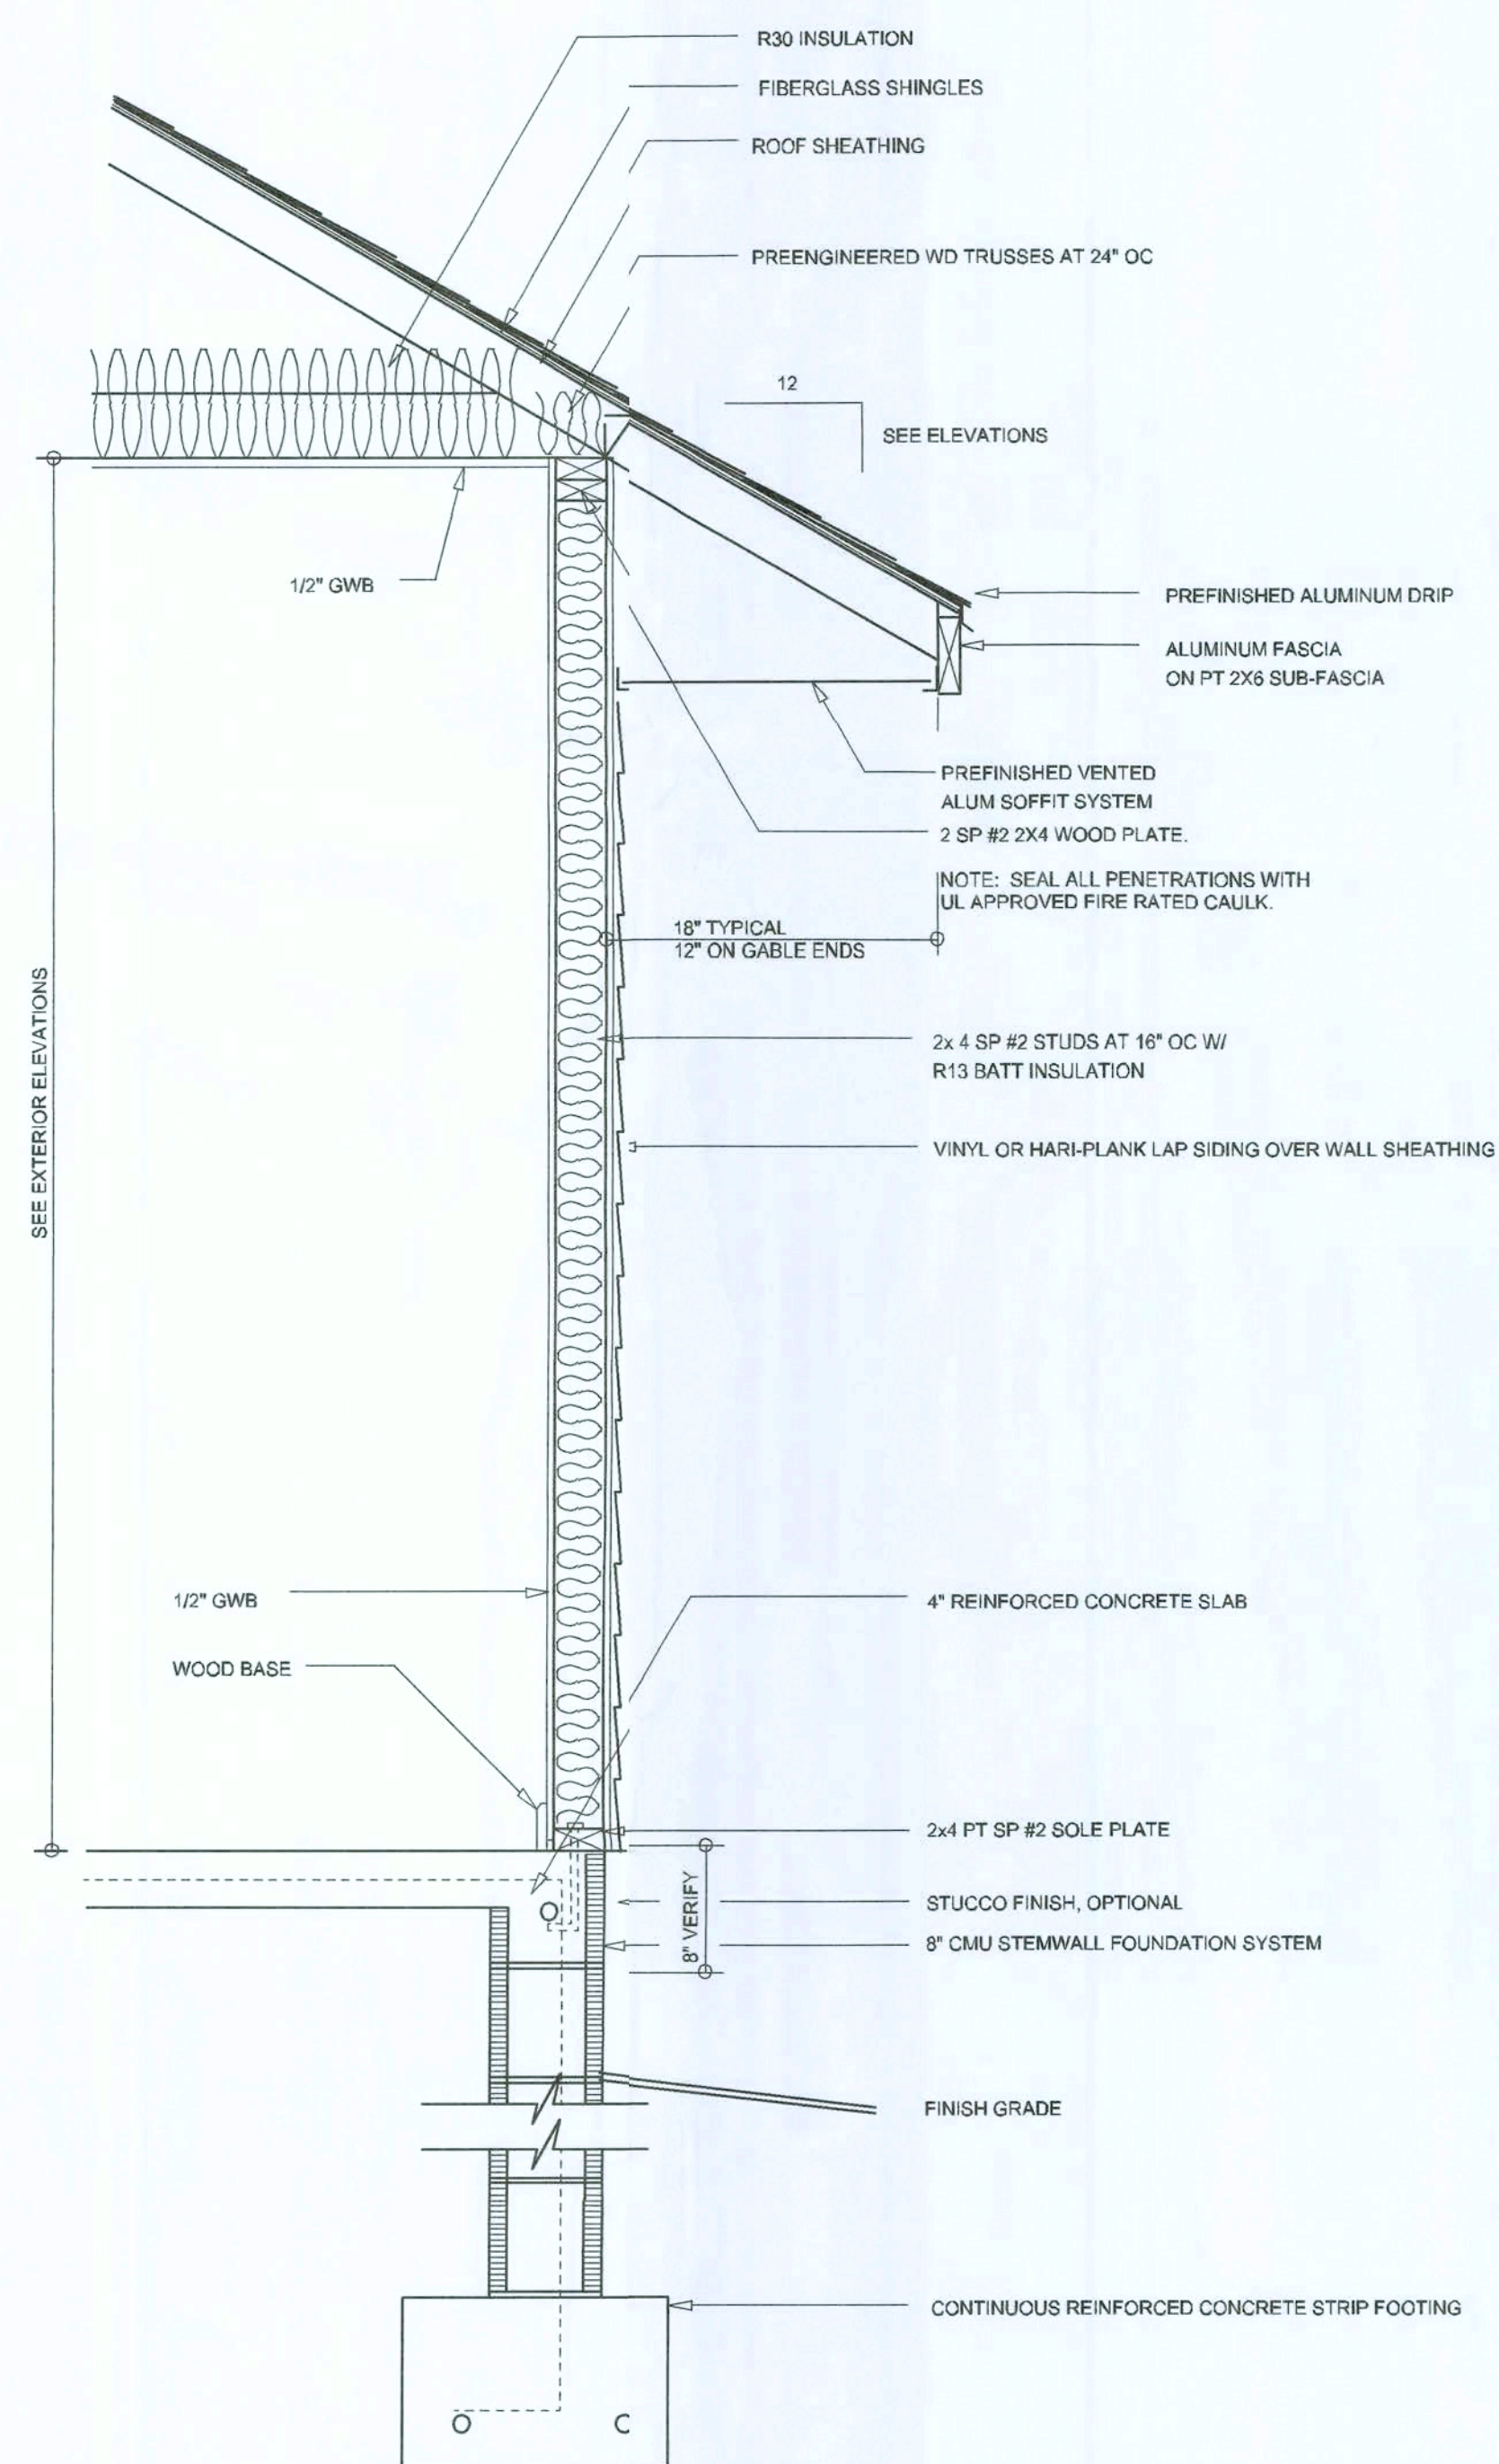 R30 INSULATION
FIBERGLASS SHINGLES
ROOF SHEATHING
PREENGINEERED WD TRUSSES AT 24" OC
12
SEE ELEVATIONS
1/2" GWB
PREFINISHED ALUMINUM DRIP
ALUMINUM FASCIA
ON PT 2X6 SUB-FASCIA
PREFINISHED VENTED
ALUM SOFFIT SYSTEM
2 SP #2 2X4 WOOD PLATE.
NOTE: SEAL ALL PENETRATIONS WITH
UL APPROVED FIRE RATED CAULK.
18" TYPICAL
12" ON GABLE ENDS
SEE EXTERIOR ELEVATIONS
2x 4 SP #2 STUDS AT 16" OC W/
R13 BATT INSULATION
VINYL OR HARI-PLANK LAP SIDING OVER WALL SHEATHING
1/2" GWB
4" REINFORCED CONCRETE SLAB
WOOD BASE
2x4 PT SP #2 SOLE PLATE
8" VERIFY
STUCCO FINISH, OPTIONAL
8" CMU STEMWALL FOUNDATION SYSTEM
FINISH GRADE
CONTINUOUS REINFORCED CONCRETE STRIP FOOTING